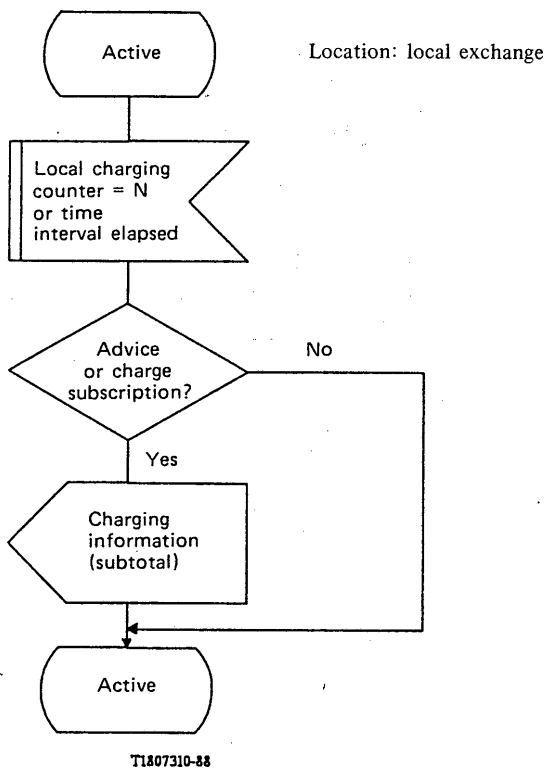 Active
Location: local exchange
Local charging
counter = N
or time
interval elapsed
Advice
or charge
subscription?
No
Yes
Charging
information
(subtotal)
Active
T1807310-88